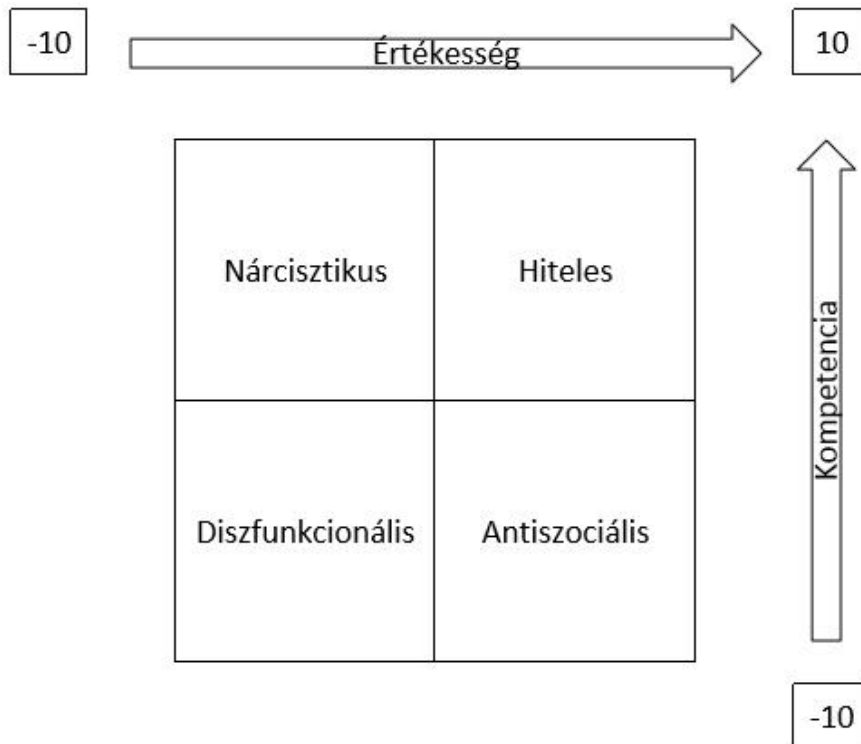 -10
Értékesség
10
Nárcisztikus
Hiteles
Kompetencia
Diszfunkcionális
Antiszociális
-10